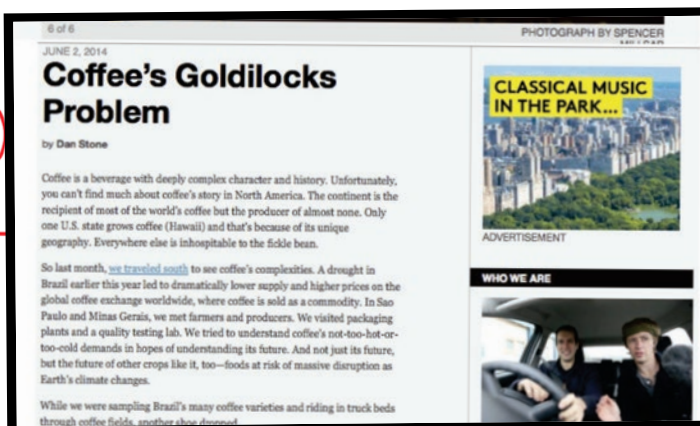 6 of 6
PHOTOGRAPH BY SPENCER
JUNE 2, 2014
Coffee's Goldilocks
Problem
by Dan Stone
Coffee is a beverage with deeply complex character and history. Unfortunately,
you can't find much about coffee's story in North America. The continent is the
recipient of most of the world's coffee but the producer of almost none. Only
one U.S. state grows coffee (Hawaii) and that's because of its unique
geography. Everywhere else is inhospitable to the fickle bean.
So last month, we traveled south to see coffee's complexities. A drought in
Brazil earlier this year led to dramatically lower supply and higher prices on the
global coffee exchange worldwide, where coffee is sold as a commodity. In Sao
Paulo and Minas Gerais, we met farmers and producers. We visited packaging
plants and a quality testing lab. We tried to understand coffee's not-too-hot-or-
too-cold demands in hopes of understanding its future. And not just its future,
but the future of other crops like it, too—foods at risk of massive disruption as
Earth's climate changes.
While we were sampling Brazil's many coffee varieties and riding in truck beds
through coffee fields, another shoe dropped.
CLASSICAL MUSIC
IN THE PARK...
ADVERTISEMENT
WHO WE ARE